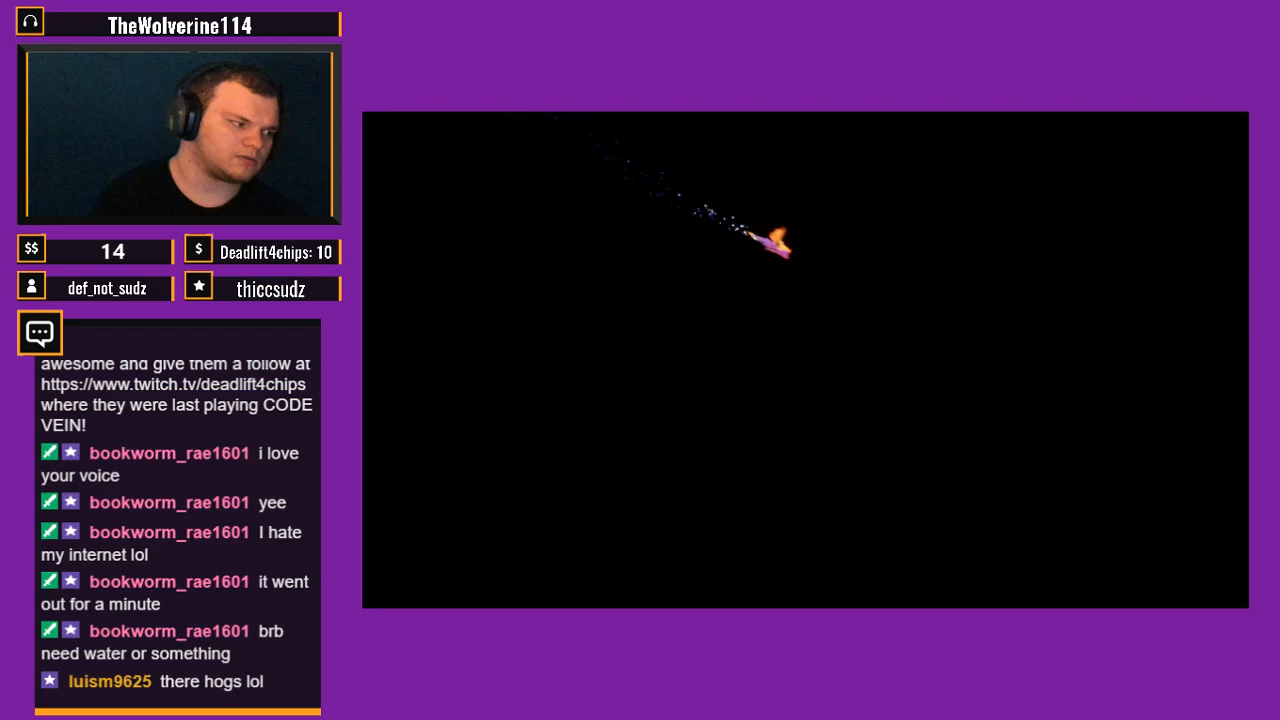 TheWolverine114
$$ 14
$ Deadlift4chips: 10
def_not_sudz
thiccsudz
awesome and give them a follow at
https://www.twitch.tv/deadlift4chips
where they were last playing CODE
VEIN!
bookworm_rae1601 i love
your voice
bookworm_rae1601 yee
bookworm_rae1601 I hate
my internet lol
bookworm_rae1601 it went
out for a minute
bookworm_rae1601 brb
need water or something
luism9625 there hogs lol